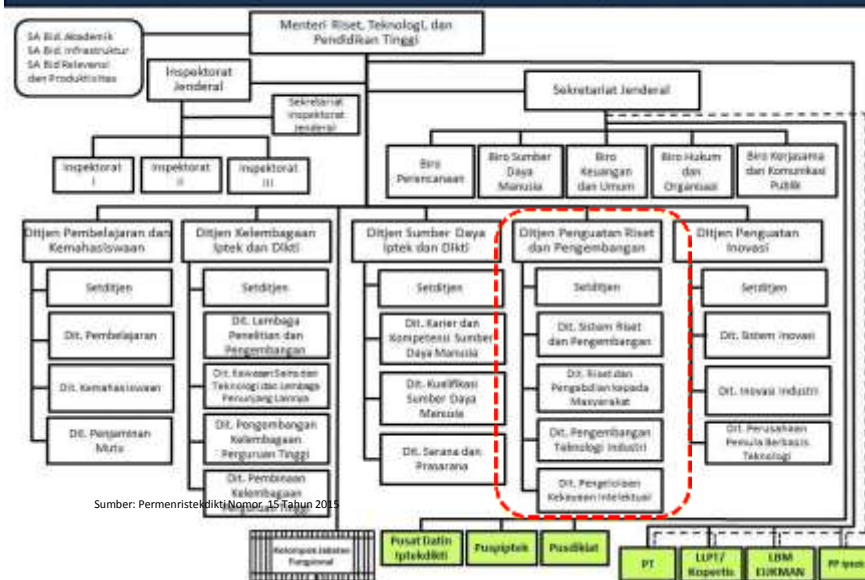 Menteri Riset, Teknologi, dan
Pendidikan Tinggi
SA Bid. Akademik
SA Bid. Infrastruktur
SA Bid Relevansi
dan Produktivitas
Inspektorat
Jenderal
Sekretariat
Inspektorat
Jenderal
Sekretariat Jenderal
Inspektorat
I
Inspektorat
II
Inspektorat
III
Biro
Perencanaan
Biro Sumber
Daya
Manusia
Biro
Keuangan
dan Umum
Biro Hukum
dan
Organisasi
Biro Kerjasama
dan Komunikasi
Publik
Ditjen Pembelajaran dan
Kemahasiswaan
Setditjen
Dit. Pembelajaran
Dit. Kemahasiswaan
Dit. Penjaminan
Mutu
Ditjen Kelembagaan
Iptek dan Dikti
Setditjen
Dit. Lembaga
Penelitian dan
Pengembangan
Dit. Kawasan Sains dan
Teknologi dan Lembaga
Penunjang Lainnya
Dit. Pengembangan
Kelembagaan
Perguruan Tinggi
Dit. Pembinaan
Kelembagaan
Perguruan Tinggi
Ditjen Sumber Daya
Iptek dan Dikti
Setditjen
Dit. Karier dan
Kompetensi Sumber
Daya Manusia
Dit. Kualifikasi
Sumber Daya
Manusia
Dit. Sarana dan
Prasarana
Ditjen Penguatan Riset
dan Pengembangan
Setditjen
Dit. Sistem Riset
dan Pengembangan
Dit. Riset dan
Pengabdian kepada
Masyarakat
Dit. Pengembangan
Teknologi Industri
Dit. Pengelolaan
Kekayaan Intelektual
Ditjen Penguatan
Inovasi
Setditjen
Dit. Sistem Inovasi
Dit. Inovasi Industri
Dit. Perusahaan
Pemula Berbasis
Teknologi
Sumber: Permenristekdikti Nomor 15 Tahun 2015
Kelompok Jabatan
Fungsional
Pusat Datin
Iptekdikti
Puspiptek
Pusdiklat
PT
LLPT/
Kopertis
LBM
EIJKMAN